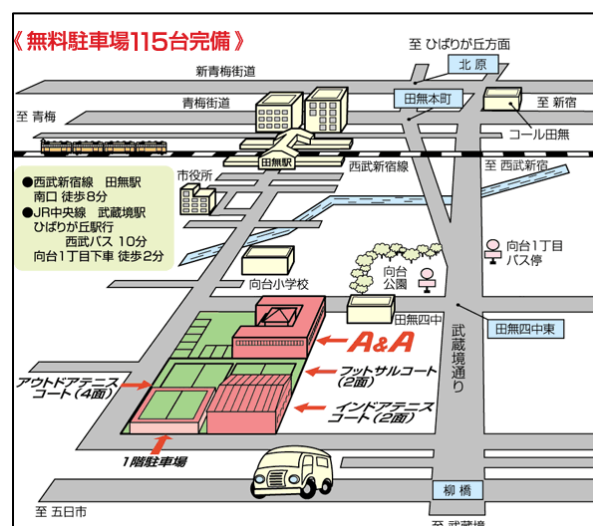 《 無料駐車場115台完備 》
至 ひばりが丘方面
北 原
新青梅街道
田無本町
青梅街道
至 新宿
至 青梅
コール田無
田無駅
西武新宿線
至 西武新宿
市役所
●西武新宿線 田無駅
南口 徒歩8分
●JR中央線 武蔵境駅
ひばりが丘駅行
西武バス 10分
向台1丁目下車 徒歩2分
向台小学校
向台
公園
向台1丁目
バス停
田無四中
田無四中東
A&A
武蔵境通り
フットサルコート
(2面)
アウトドアテニス
コート(4面)
インドアテニス
コート(2面)
1階駐車場
柳 橋
至 五日市
至 武蔵境